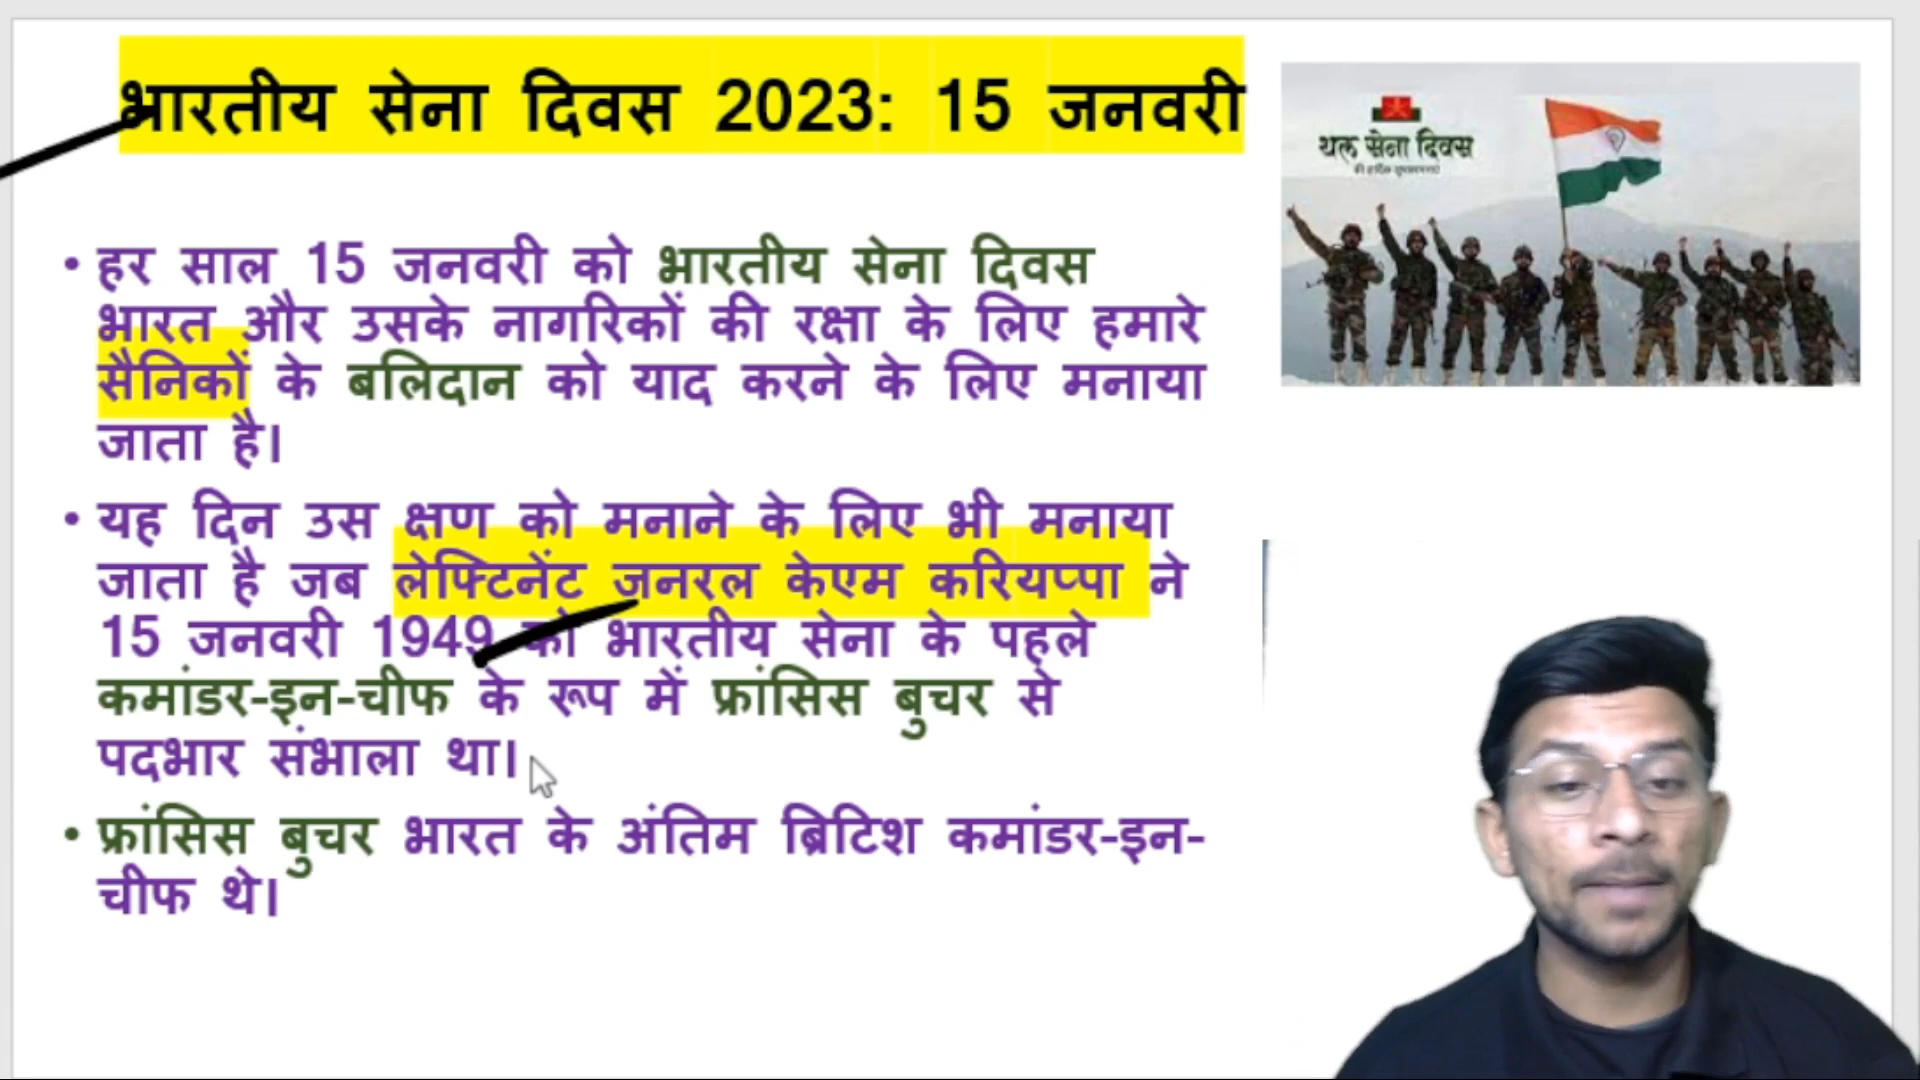 भारतीय सेना दिवस 2023: 15 जनवरी
थल सेना दिवस
की हार्दिक शुभकामनाएं
• हर साल 15 जनवरी को भारतीय सेना दिवस
भारत और उसके नागरिकों की रक्षा के लिए हमारे
सैनिकों के बलिदान को याद करने के लिए मनाया
जाता है।
• यह दिन उस क्षण को मनाने के लिए भी मनाया
जाता है जब लेफ्टिनेंट जनरल केएम करियप्पा ने
15 जनवरी 1949 को भारतीय सेना के पहले
कमांडर-इन-चीफ के रूप में फ्रांसिस बुचर से
पदभार संभाला था।
• फ्रांसिस बुचर भारत के अंतिम ब्रिटिश कमांडर-इन-
चीफ थे।